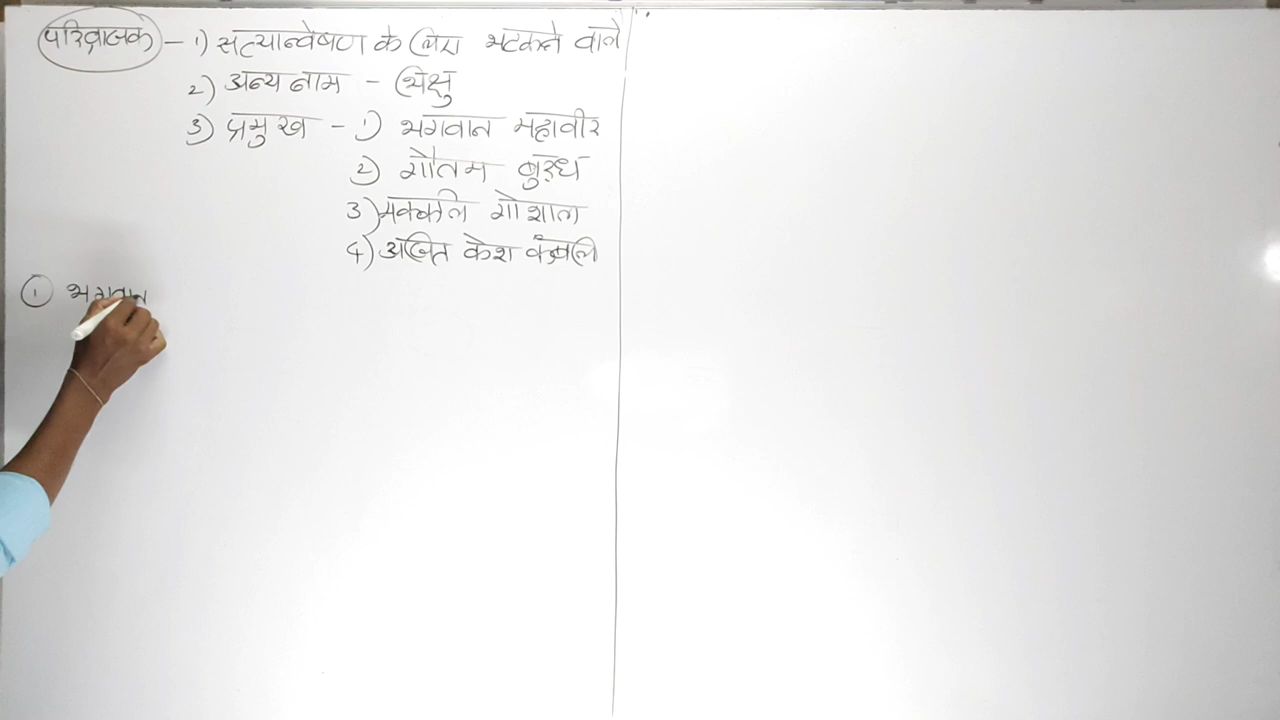 परिव्राजक – 1) सत्यान्वेषण के लिए भटकने वाले
2) अन्य नाम – भिक्षु
3) प्रमुख – 1) भगवान महावीर
2) गौतम बुद्ध
3) मक्कलि गोशाल
4) अजित केश कंबलि
① भगवान